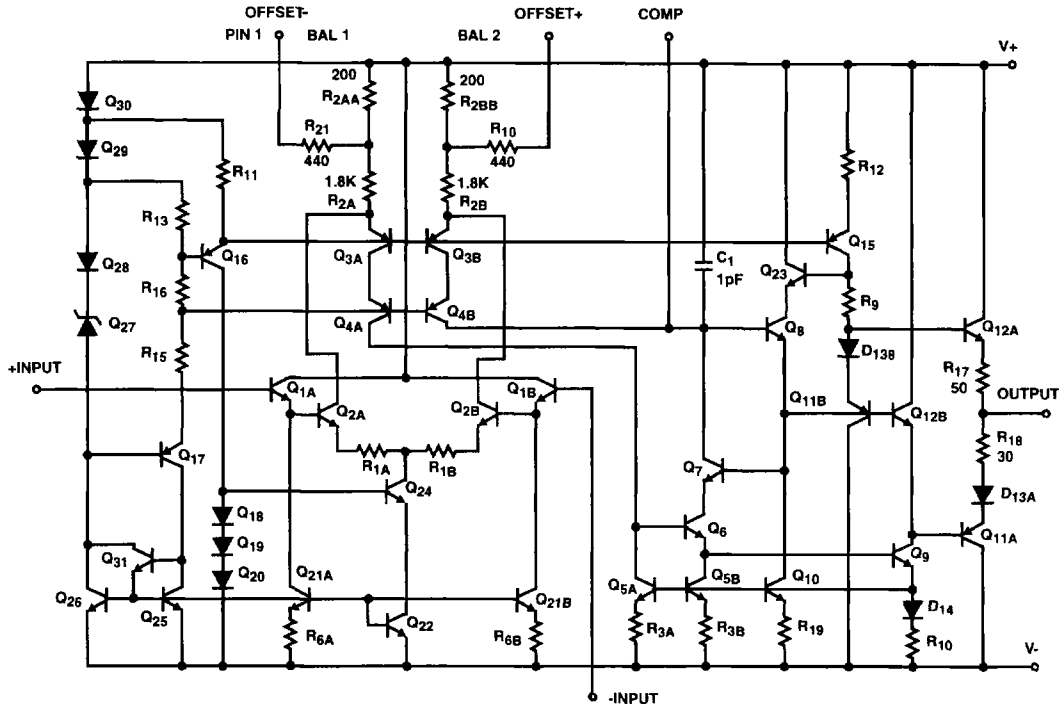 OFFSET- OFFSET+ COMP
PIN 1 BAL 1 BAL 2
V+
200 200
Q30 R2AA R2BB
R21 R10
440 440
Q29 R11 R12
1.8K 1.8K
R2A R2B
R13
Q15
Q16 Q3A Q3B C1 Q23
Q28 1pF
R16 R9
Q4A Q4B Q8 Q12A
Q27 D13B
R15 R17
+INPUT 50
Q1A Q1B OUTPUT
Q2A Q2B Q11B Q12B
R18
30
Q17 R1A R1B Q7
Q24 D13A
Q18 Q6 Q11A
Q19 Q9
Q31
Q20 Q21A Q5A Q5B Q10
Q26 Q21B D14
Q25 Q22
R6A R6B R3A R3B R19 R10
V-
-INPUT